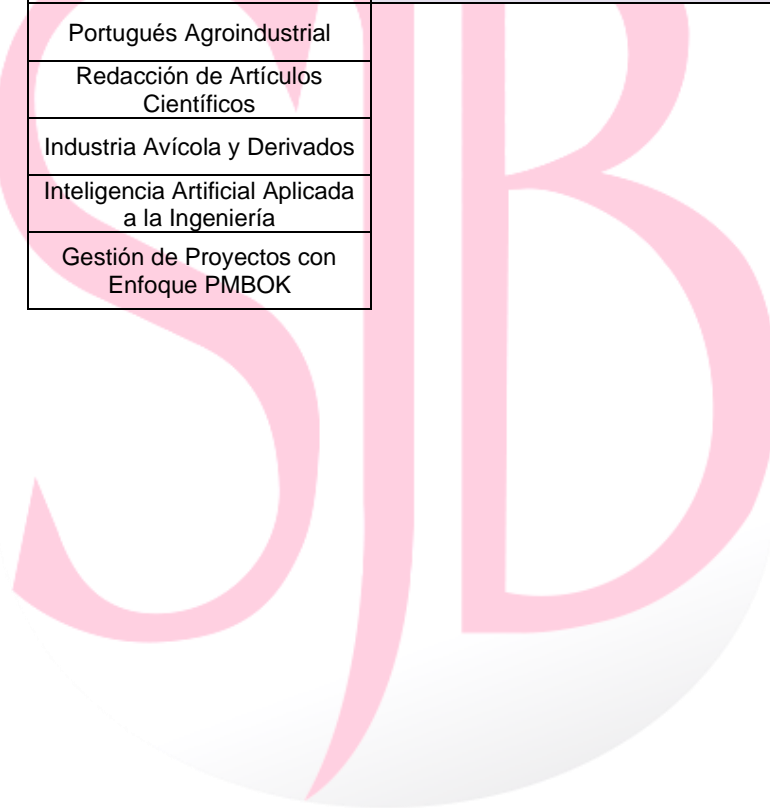 Portugués Agroindustrial
Redacción de Artículos
Científicos
Industria Avícola y Derivados
Inteligencia Artificial Aplicada
a la Ingeniería
Gestión de Proyectos con
Enfoque PMBOK
SJB